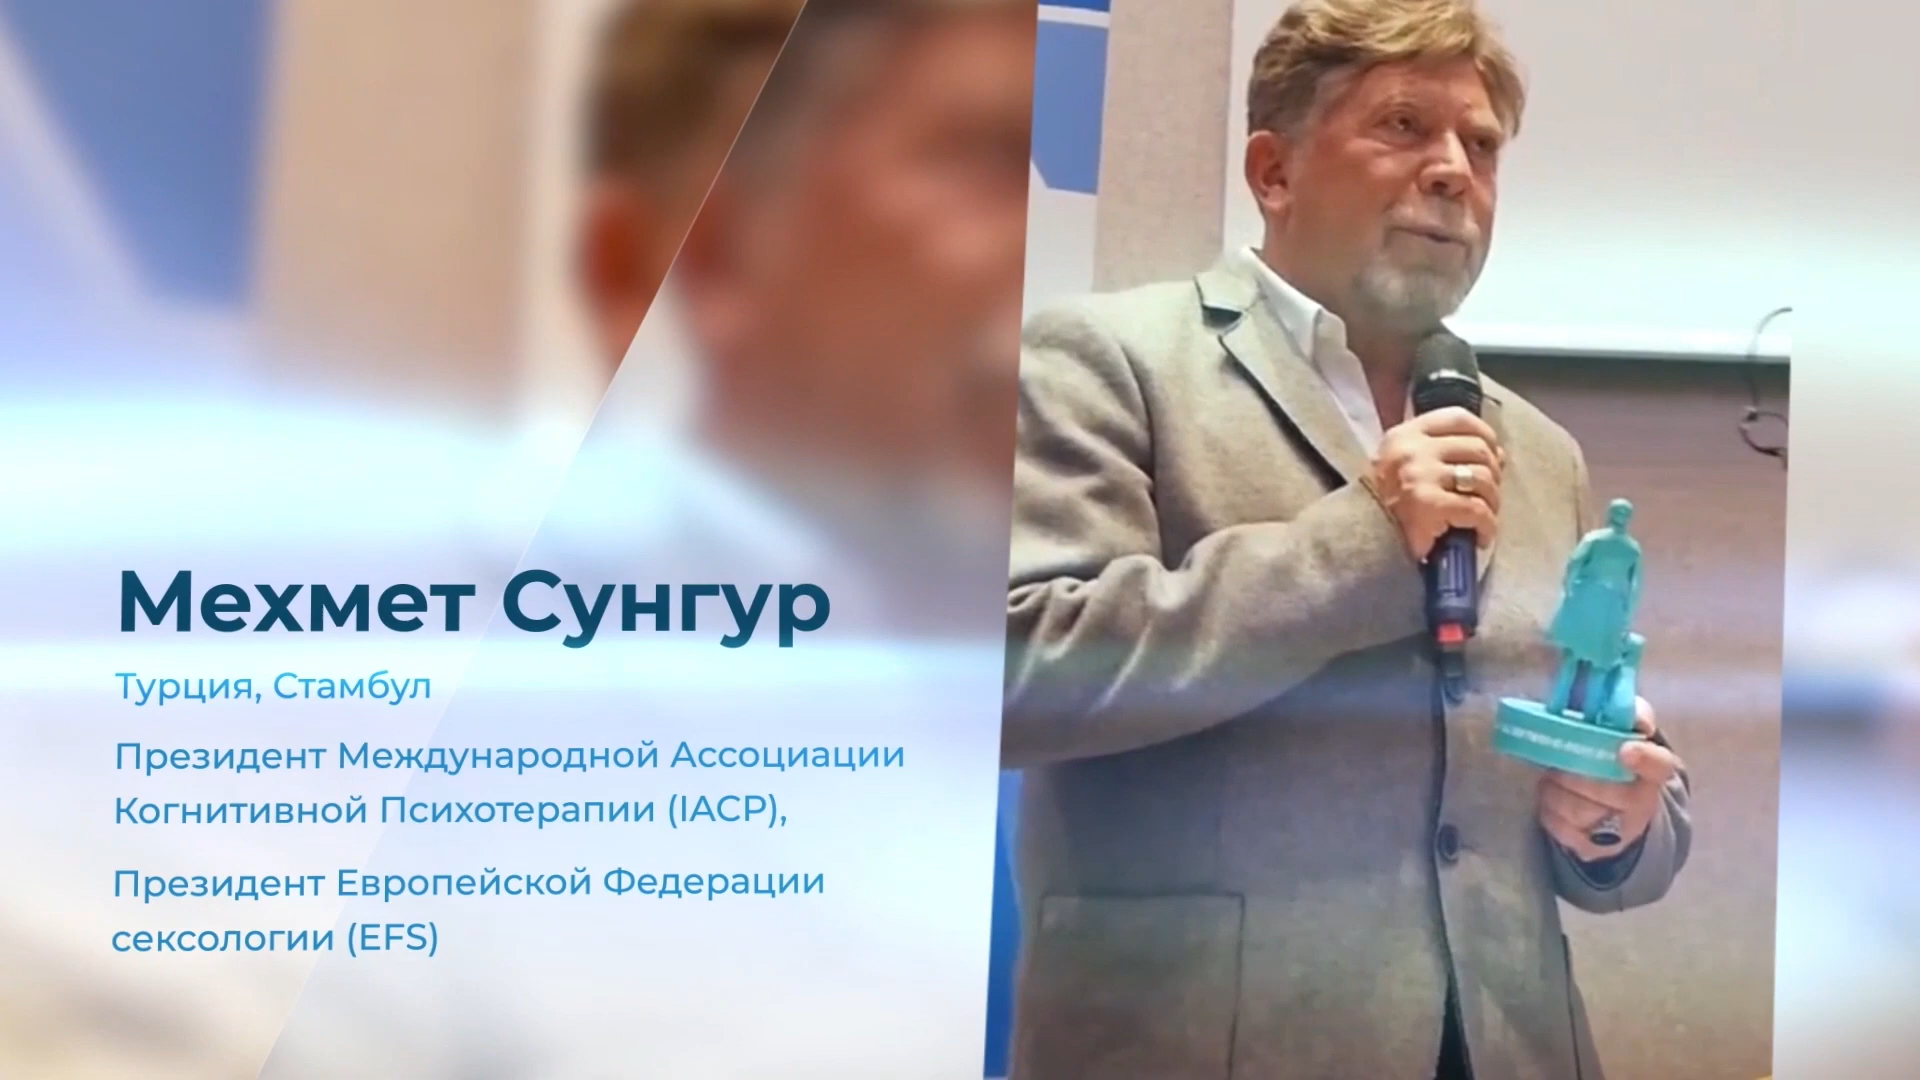 Мехмет Сунгур
Турция, Стамбул
Президент Международной Ассоциации
Когнитивной Психотерапии (IACP),
Президент Европейской Федерации
сексологии (EFS)